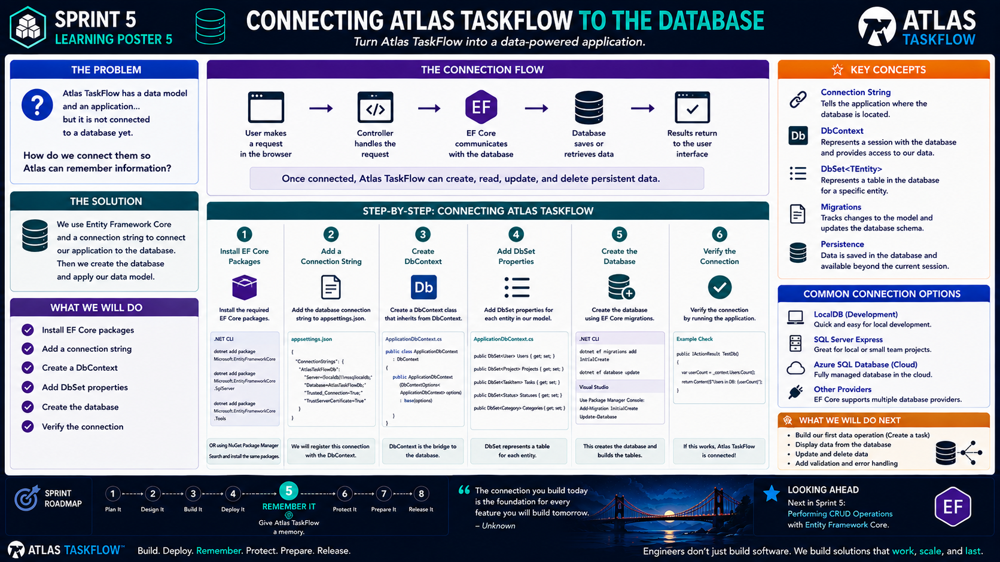 SPRINT 5
LEARNING POSTER 5
CONNECTING ATLAS TASKFLOW TO THE DATABASE
Turn Atlas TaskFlow into a data-powered application.
ATLAS
TASKFLOW
THE PROBLEM
?
Atlas TaskFlow has a data model
and an application...
but it is not connected
to a database yet.
How do we connect them so
Atlas can remember information?
THE SOLUTION
We use Entity Framework Core
and a connection string to connect
our application to the database.
Then we create the database
and apply our data model.
WHAT WE WILL DO
Install EF Core packages
Add a connection string
Create a DbContext
Add DbSet properties
Create the database
Verify the connection
THE CONNECTION FLOW
User makes
a request
in the browser
</>
Controller
handles the
request
EF
EF Core
communicates
with the database
Database
saves or
retrieves data
Results return
to the user
interface
Once connected, Atlas TaskFlow can create, read, update, and delete persistent data.
STEP-BY-STEP: CONNECTING ATLAS TASKFLOW
1
Install EF Core
Packages
Install the required
EF Core packages.
.NET CLI
dotnet add package
Microsoft.EntityFrameworkCore
dotnet add package
Microsoft.EntityFrameworkCore
dotnet add package
Microsoft.EntityFrameworkCore
.Tools
OR using NuGet Package Manager
Search and install the same packages.
2
Add a
Connection String
Add the database connection
string to appsettings.json.
appsettings.json
{
"ConnectionStrings": {
"AtlasTaskFlowDb":
"Server=(localdb)\\mssqllocaldb;"
"Database=AtlasTaskFlowDb;"
"Trusted_Connection=True;"
"TrustServerCertificate=True"
}
}
We will register this connection
with the DbContext.
3
Create
DbContext
Db
Create a DbContext class
that inherits from DbContext.
ApplicationDbContext.cs
public class ApplicationDbContext
: DbContext
{
public ApplicationDbContext
(DbContextOptions<
ApplicationDbContext> options)
: base(options)
}
}
DbContext is the bridge to
the database.
4
Add DbSet
Properties
Add DbSet properties for
each entity in our model.
ApplicationDbContext.cs
public DbSet<User> Users { get; set; }
public DbSet<Project> Projects { get; set; }
public DbSet<TaskItem> Tasks { get; set; }
public DbSet<Status> Statuses { get; set; }
public DbSet<Category> Categories { get; set; }
DbSet represents a table
for each entity.
5
Create the
Database
Create the database
using EF Core migrations.
.NET CLI
dotnet ef migrations add
InitialCreate
dotnet ef database update
Visual Studio
Use Package Manager Console:
Add-Migration InitialCreate
Update-Database
This creates the database and
builds the tables.
6
Verify the
Connection
Verify the connection
by running the application.
Example Check
public IActionResult TestDb()
{
var userCount = _context.Users.Count();
return Content($"Users in DB: {userCount}");
}
If this works, Atlas TaskFlow
is connected!
KEY CONCEPTS
Connection String
Tells the application where the
database is located.
Db
DbContext
Represents a session with the database
and provides access to our data.
DbSet<TEntity>
Represents a table in the database
for a specific entity.
Migrations
Tracks changes to the model and
updates the database schema.
Persistence
Data is saved in the database and
available beyond the current session.
COMMON CONNECTION OPTIONS
LocalDB (Development)
Quick and easy for local development.
SQL Server Express
Great for local or small team projects.
Azure SQL Database (Cloud)
Fully managed database in the cloud.
Other Providers
EF Core supports multiple database providers.
WHAT WE WILL DO NEXT
• Build our first data operation (Create a task)
• Display data from the database
• Update and delete data
• Add validation and error handling
SPRINT
ROADMAP
1
Plan It
2
Design It
3
Build It
4
Deploy It
5
REMEMBER IT
Give Atlas TaskFlow
a memory.
6
Protect It
7
Prepare It
8
Release It
“ The connection you build today
is the foundation for every
feature you will build tomorrow.
– Unknown
LOOKING AHEAD
Next in Sprint 5:
Performing CRUD Operations
with Entity Framework Core.
EF
ATLAS TASKFLOW™
Build. Deploy. Remember. Protect. Prepare. Release.
Engineers don't just build software. We build solutions that work, scale, and last.